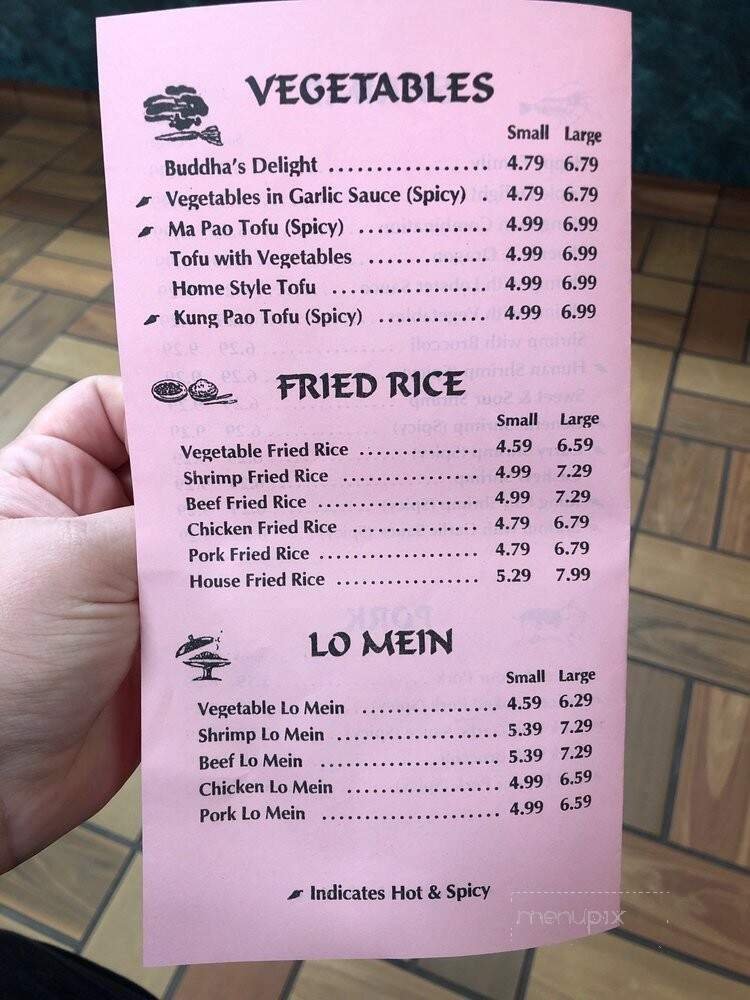 VEGETABLES
Small Large
Buddha's Delight .................. 4.79 6.79
Vegetables in Garlic Sauce (Spicy) . 4.79 6.79
Ma Pao Tofu (Spicy) .............. 4.99 6.99
Tofu with Vegetables ............. 4.99 6.99
Home Style Tofu ................. 4.99 6.99
Kung Pao Tofu (Spicy) ............ 4.99 6.99
FRIED RICE
Small Large
Vegetable Fried Rice .............. 4.59 6.59
Shrimp Fried Rice ................ 4.99 7.29
Beef Fried Rice ................... 4.99 7.29
Chicken Fried Rice ............... 4.79 6.79
Pork Fried Rice ................... 4.79 6.79
House Fried Rice ................. 5.29 7.99
LO MEIN
Small Large
Vegetable Lo Mein ................ 4.59 6.29
Shrimp Lo Mein ................... 5.39 7.29
Beef Lo Mein ..................... 5.39 7.29
Chicken Lo Mein .................. 4.99 6.59
Pork Lo Mein ..................... 4.99 6.59
Indicates Hot & Spicy
menupix